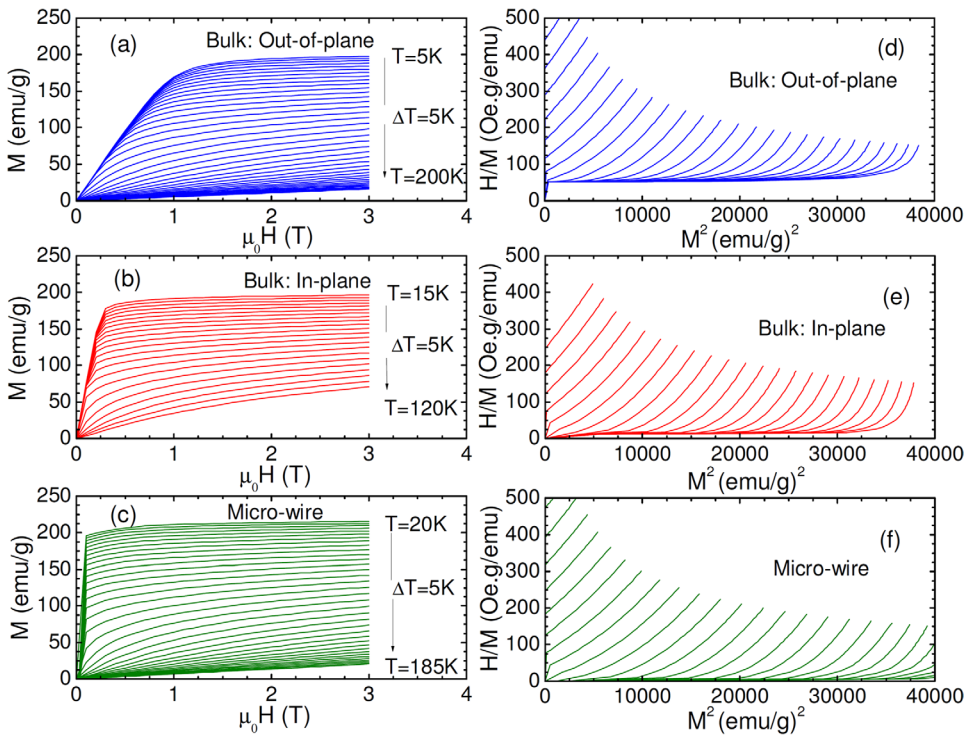 (a) Bulk: Out-of-plane
T=5K
ΔT=5K
T=200K
M (emu/g)
250
200
150
100
50
0
0 1 2 3 4
μ₀H (T)
(d)
Bulk: Out-of-plane
H/M (Oe.g/emu)
500
400
300
200
100
0
0 10000 20000 30000 40000
M² (emu/g)²
(b) Bulk: In-plane
T=15K
ΔT=5K
T=120K
M (emu/g)
250
200
150
100
50
0
0 1 2 3 4
μ₀H (T)
(e)
Bulk: In-plane
H/M (Oe.g/emu)
500
400
300
200
100
0
0 10000 20000 30000 40000
M² (emu/g)²
(c) Micro-wire
T=20K
ΔT=5K
T=185K
M (emu/g)
250
200
150
100
50
0
0 1 2 3 4
μ₀H (T)
(f)
Micro-wire
H/M (Oe.g/emu)
500
400
300
200
100
0
0 10000 20000 30000 40000
M² (emu/g)²